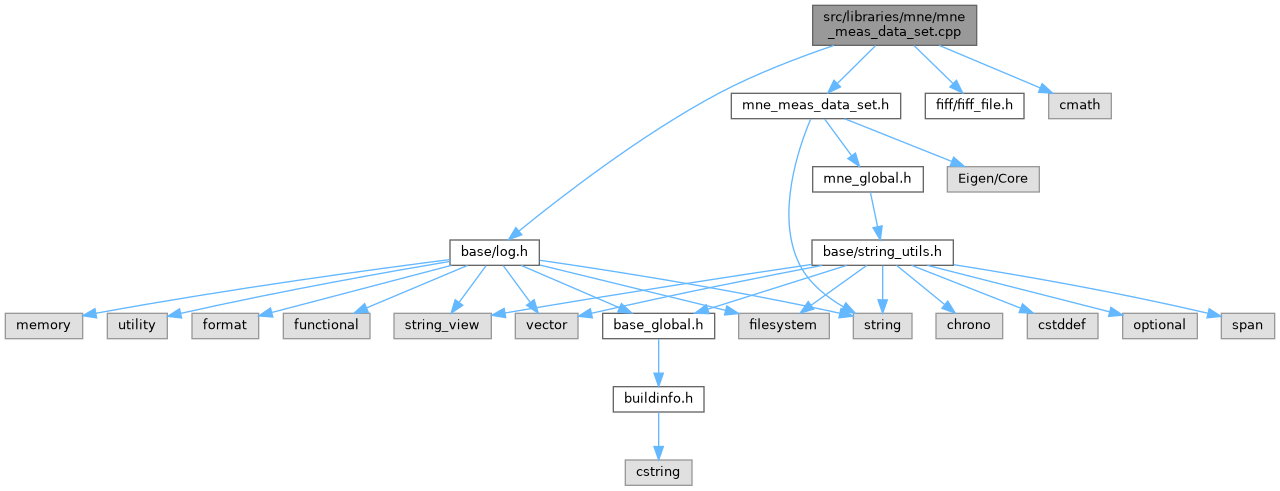 src/libraries/mne/mne
_meas_data_set.cpp
mne_meas_data_set.h
fiff/fiff_file.h
cmath
mne_global.h
Eigen/Core
base/log.h
base/string_utils.h
memory
utility
format
functional
string_view
vector
base_global.h
filesystem
string
chrono
cstddef
optional
span
buildinfo.h
cstring